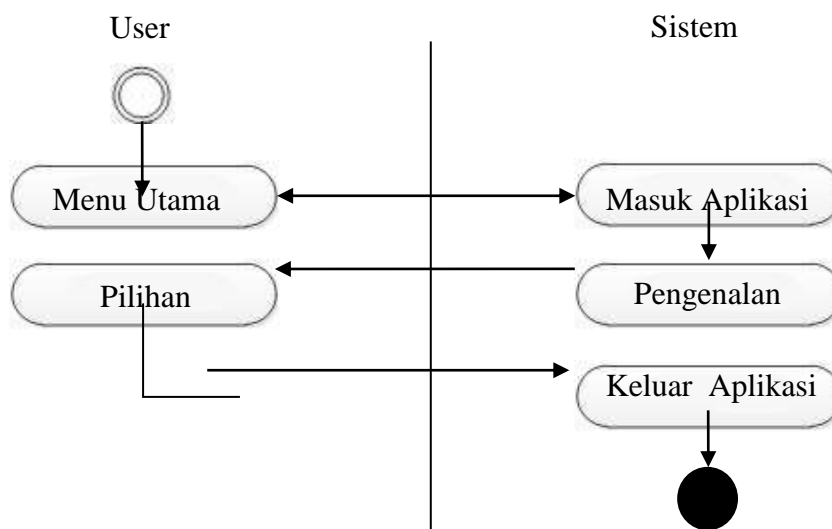 User
Sistem
Menu Utama
Masuk Aplikasi
Pilihan
Pengenalan
Keluar Aplikasi